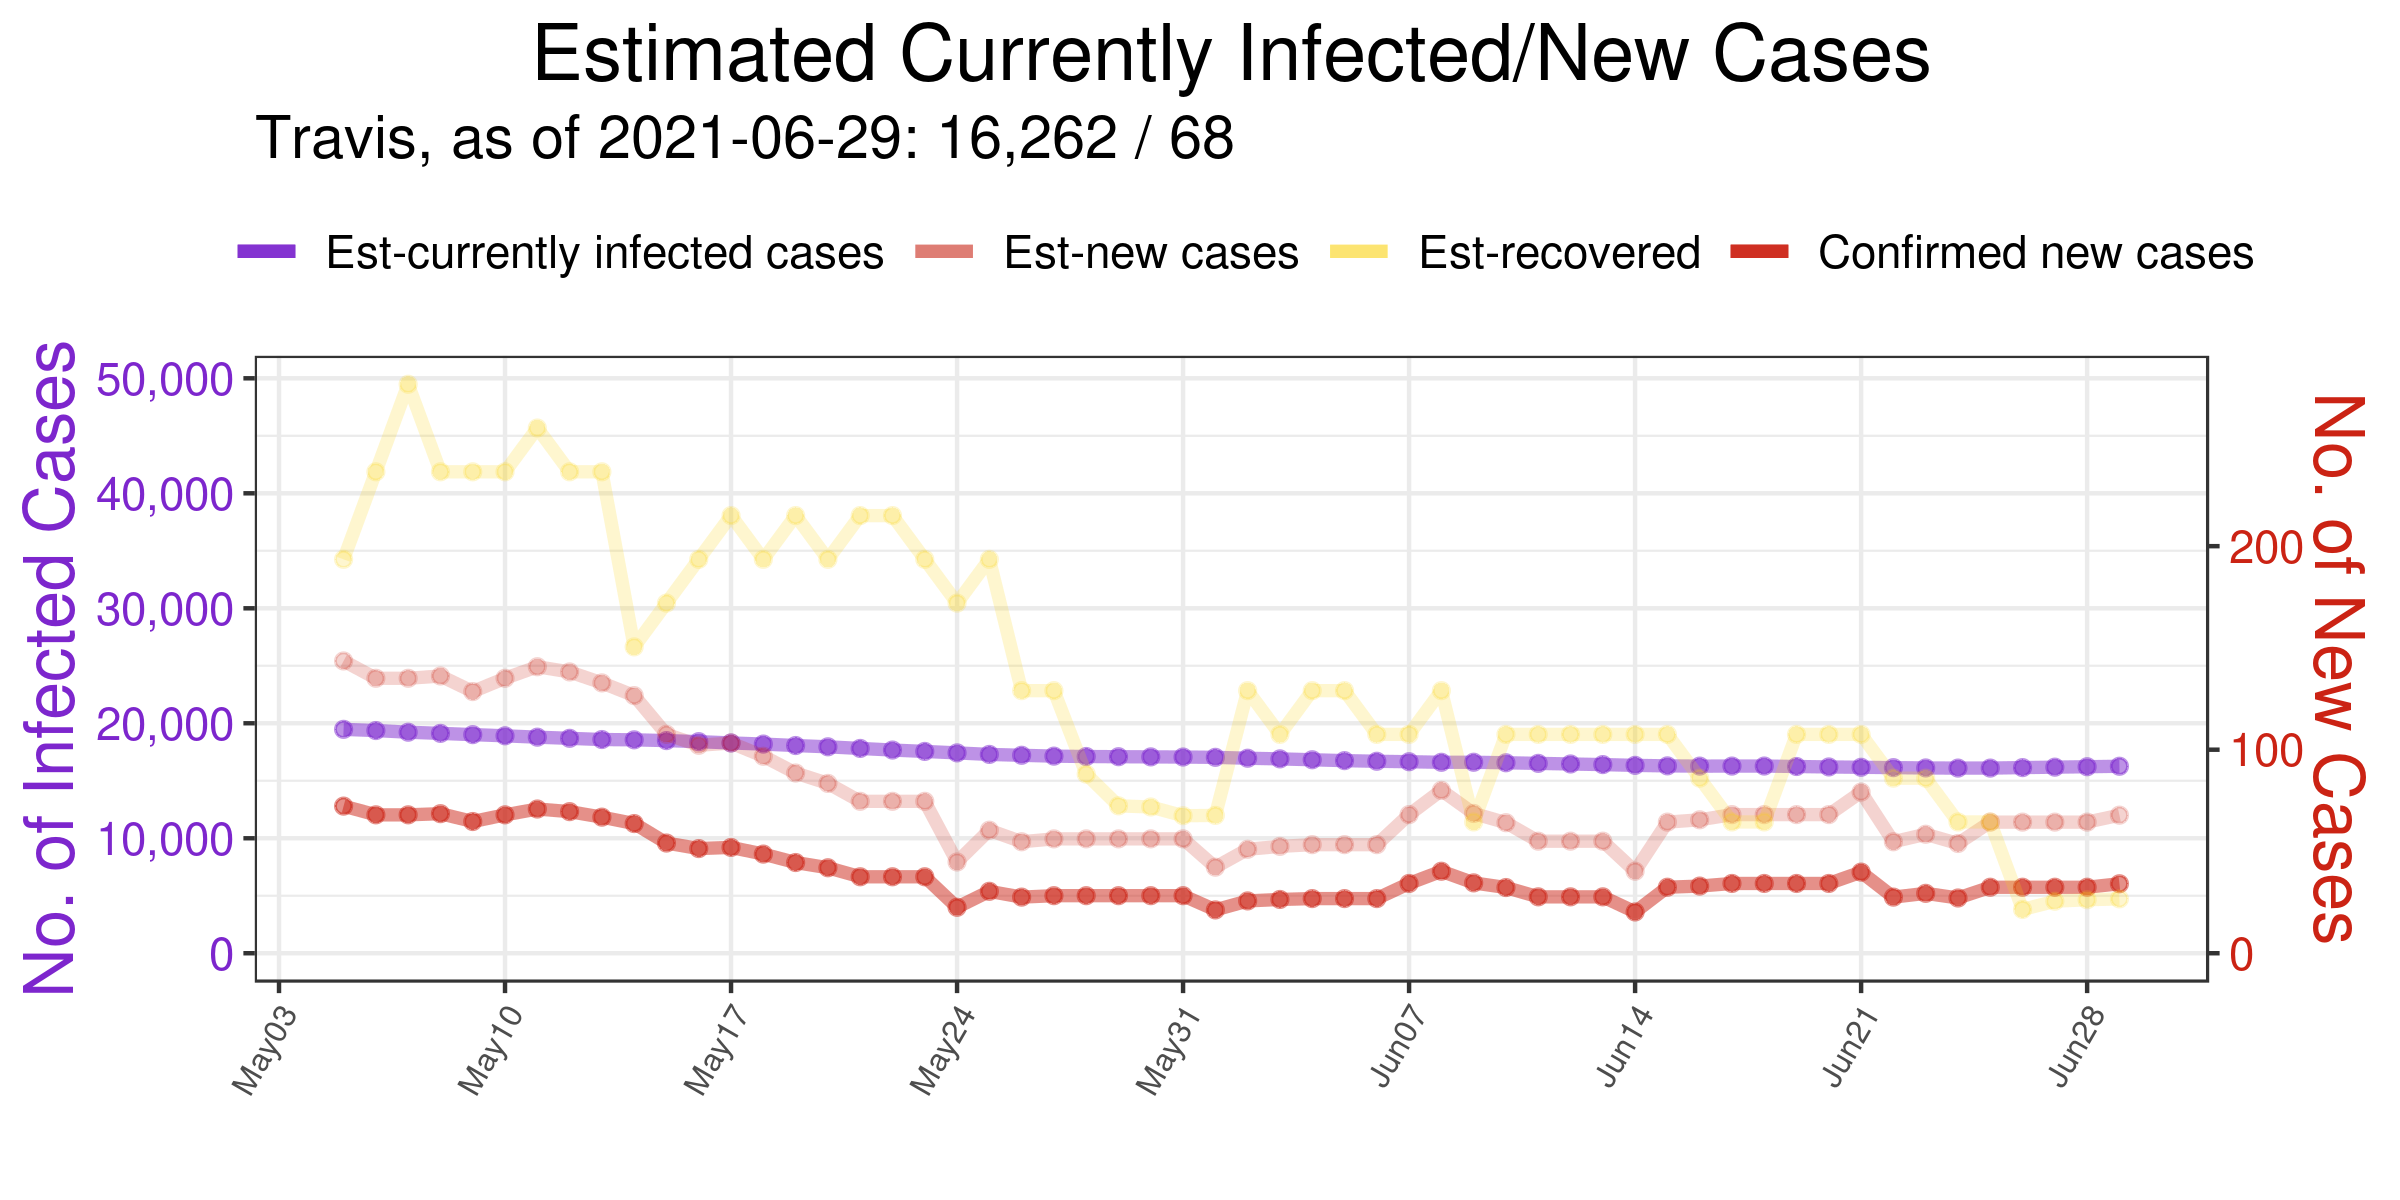 Estimated Currently Infected/New Cases
Travis, as of 2021-06-29: 16,262 / 68
Est-currently infected cases Est-new cases Est-recovered Confirmed new cases
No. of Infected Cases
50,000
40,000
30,000
20,000
10,000
0
200
100
0
No. of New Cases
May03 May10 May17 May24 May31 Jun07 Jun14 Jun21 Jun28